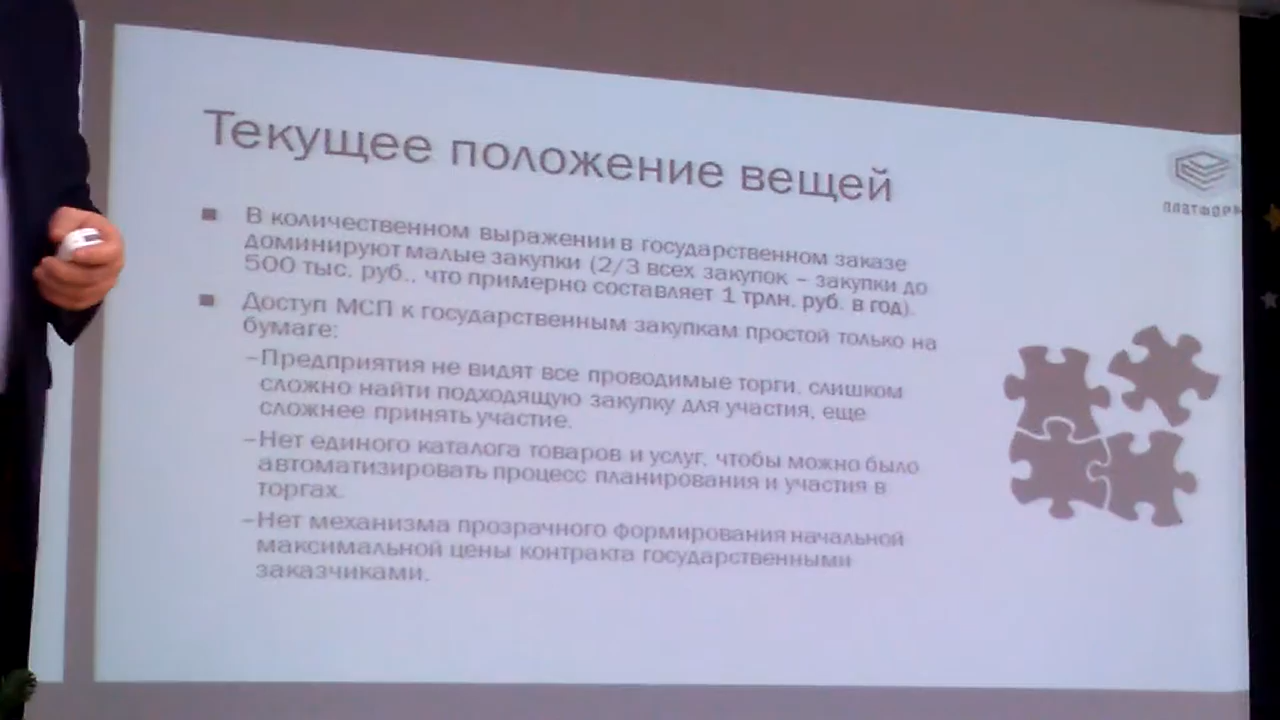 Текущее положение вещей
ПЛАТФОРМ
■ В количественном выражении в государственном заказе
доминируют малые закупки (2/3 всех закупок – закупки до
500 тыс. руб., что примерно составляет 1 трлн. руб. в год).
■ Доступ МСП к государственным закупкам простой только на
бумаге:
–Предприятия не видят все проводимые торги, слишком
сложно найти подходящую закупку для участия, еще
сложнее принять участие.
–Нет единого каталога товаров и услуг, чтобы можно было
автоматизировать процесс планирования и участия в
торгах.
–Нет механизма прозрачного формирования начальной
максимальной цены контракта государственными
заказчиками.